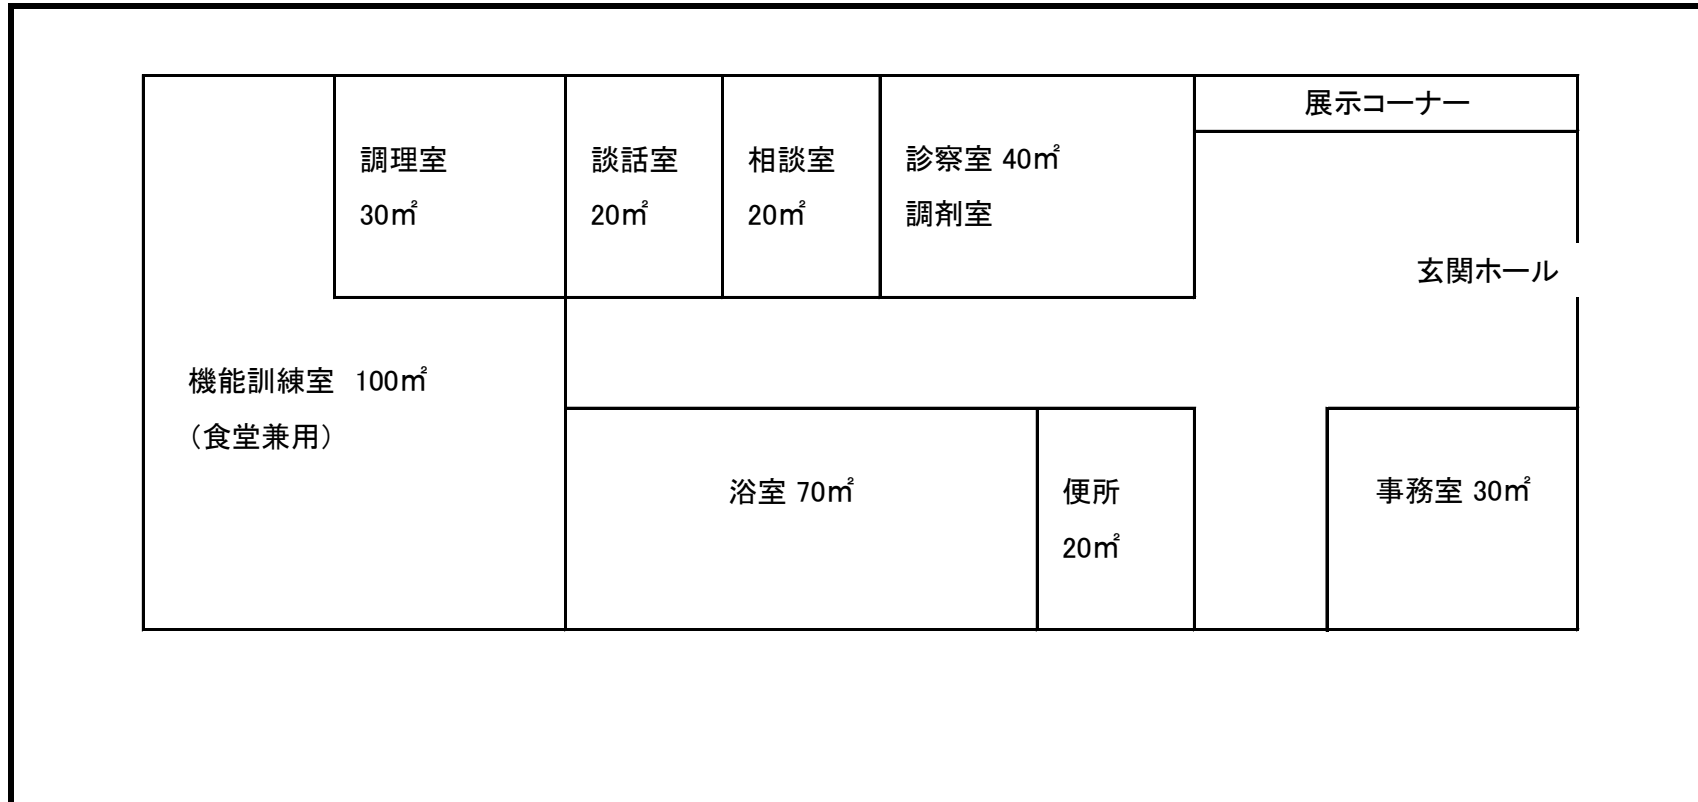 展示コーナー
調理室
30㎡
談話室
20㎡
相談室
20㎡
診察室 40㎡
調剤室
玄関ホール
機能訓練室 100㎡
（食堂兼用）
浴室 70㎡
便所
20㎡
事務室 30㎡